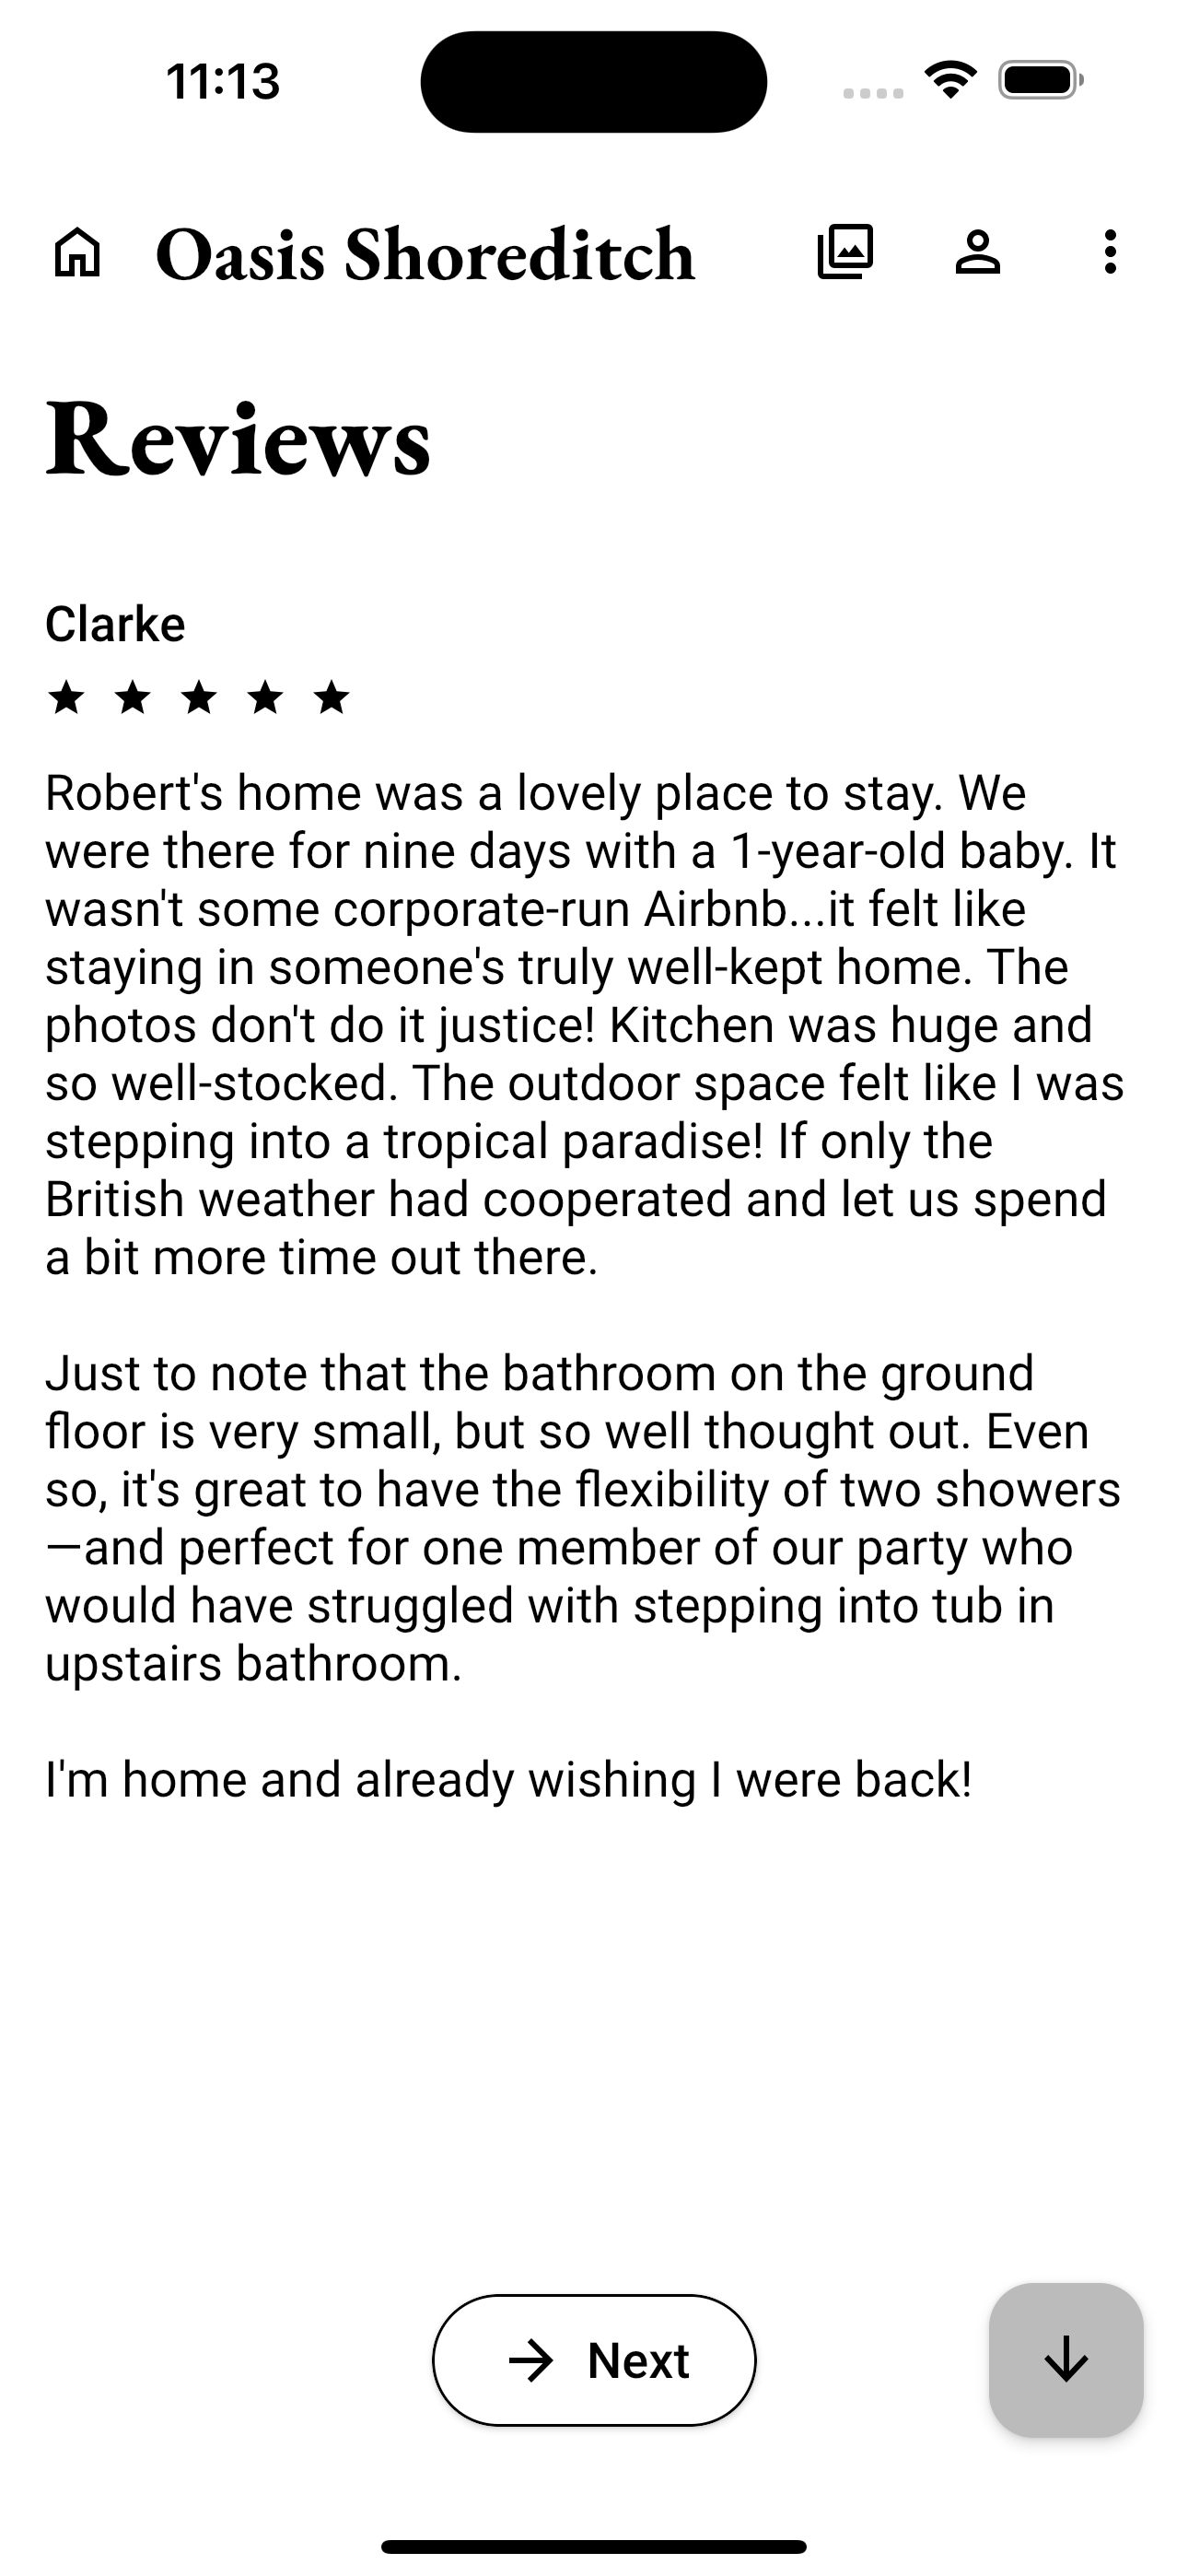 11:13
Oasis Shoreditch
Reviews
Clarke
Robert's home was a lovely place to stay. We
were there for nine days with a 1-year-old baby. It
wasn't some corporate-run Airbnb...it felt like
staying in someone's truly well-kept home. The
photos don't do it justice! Kitchen was huge and
so well-stocked. The outdoor space felt like I was
stepping into a tropical paradise! If only the
British weather had cooperated and let us spend
a bit more time out there.
Just to note that the bathroom on the ground
floor is very small, but so well thought out. Even
so, it's great to have the flexibility of two showers
—and perfect for one member of our party who
would have struggled with stepping into tub in
upstairs bathroom.
I'm home and already wishing I were back!
Next